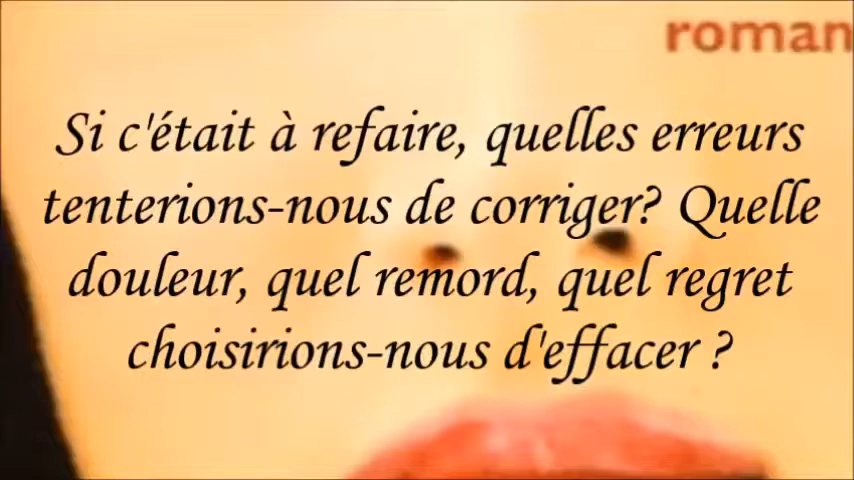 roman
Si c'était à refaire, quelles erreurs
tenterions-nous de corriger? Quelle
douleur, quel remord, quel regret
choisirions-nous d'effacer ?